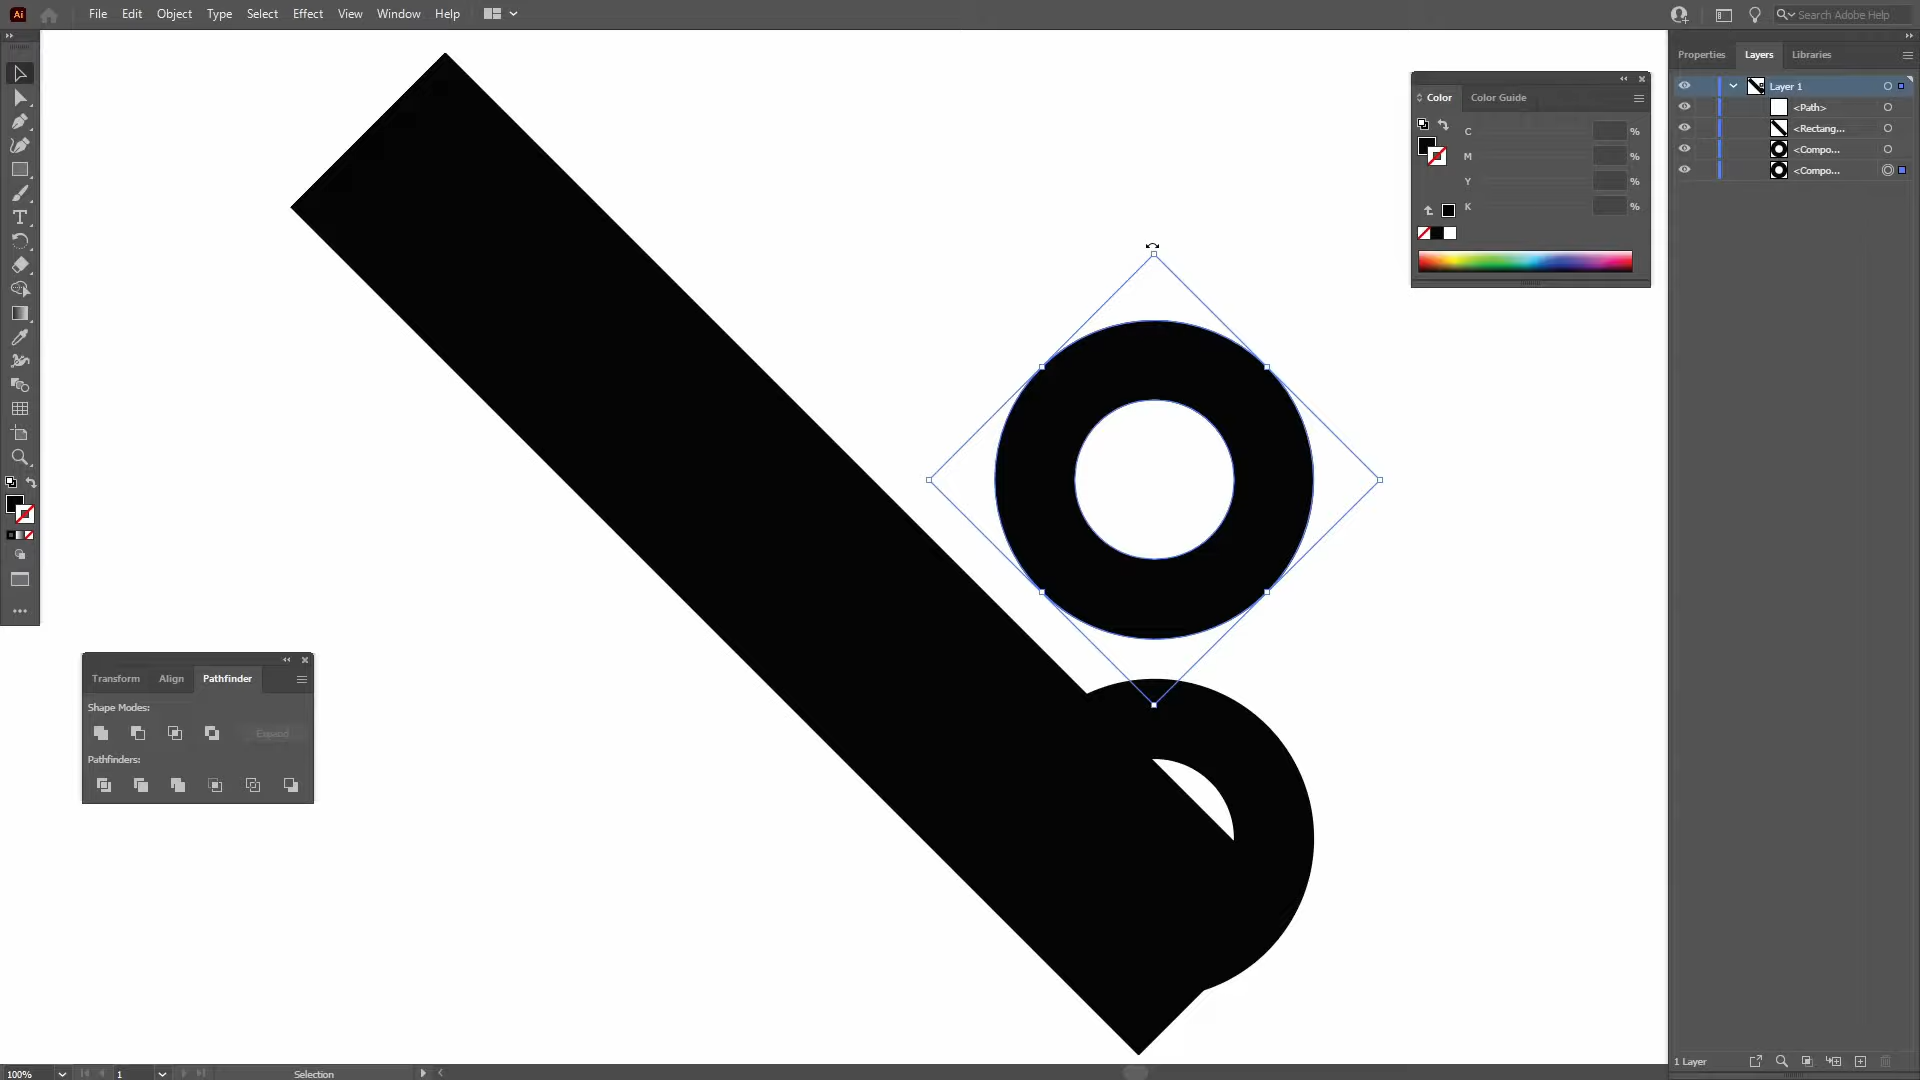 Ai File Edit Object Type Select Effect View Window Help
Search Adobe Help
Properties Layers Libraries
Layer 1
<Path>
<Rectang...
<Compo...
<Compo...
Color Color Guide
C %
M %
Y %
K %
Transform Align Pathfinder
Shape Modes:
Expand
Pathfinders:
100% 1 Selection
1 Layer